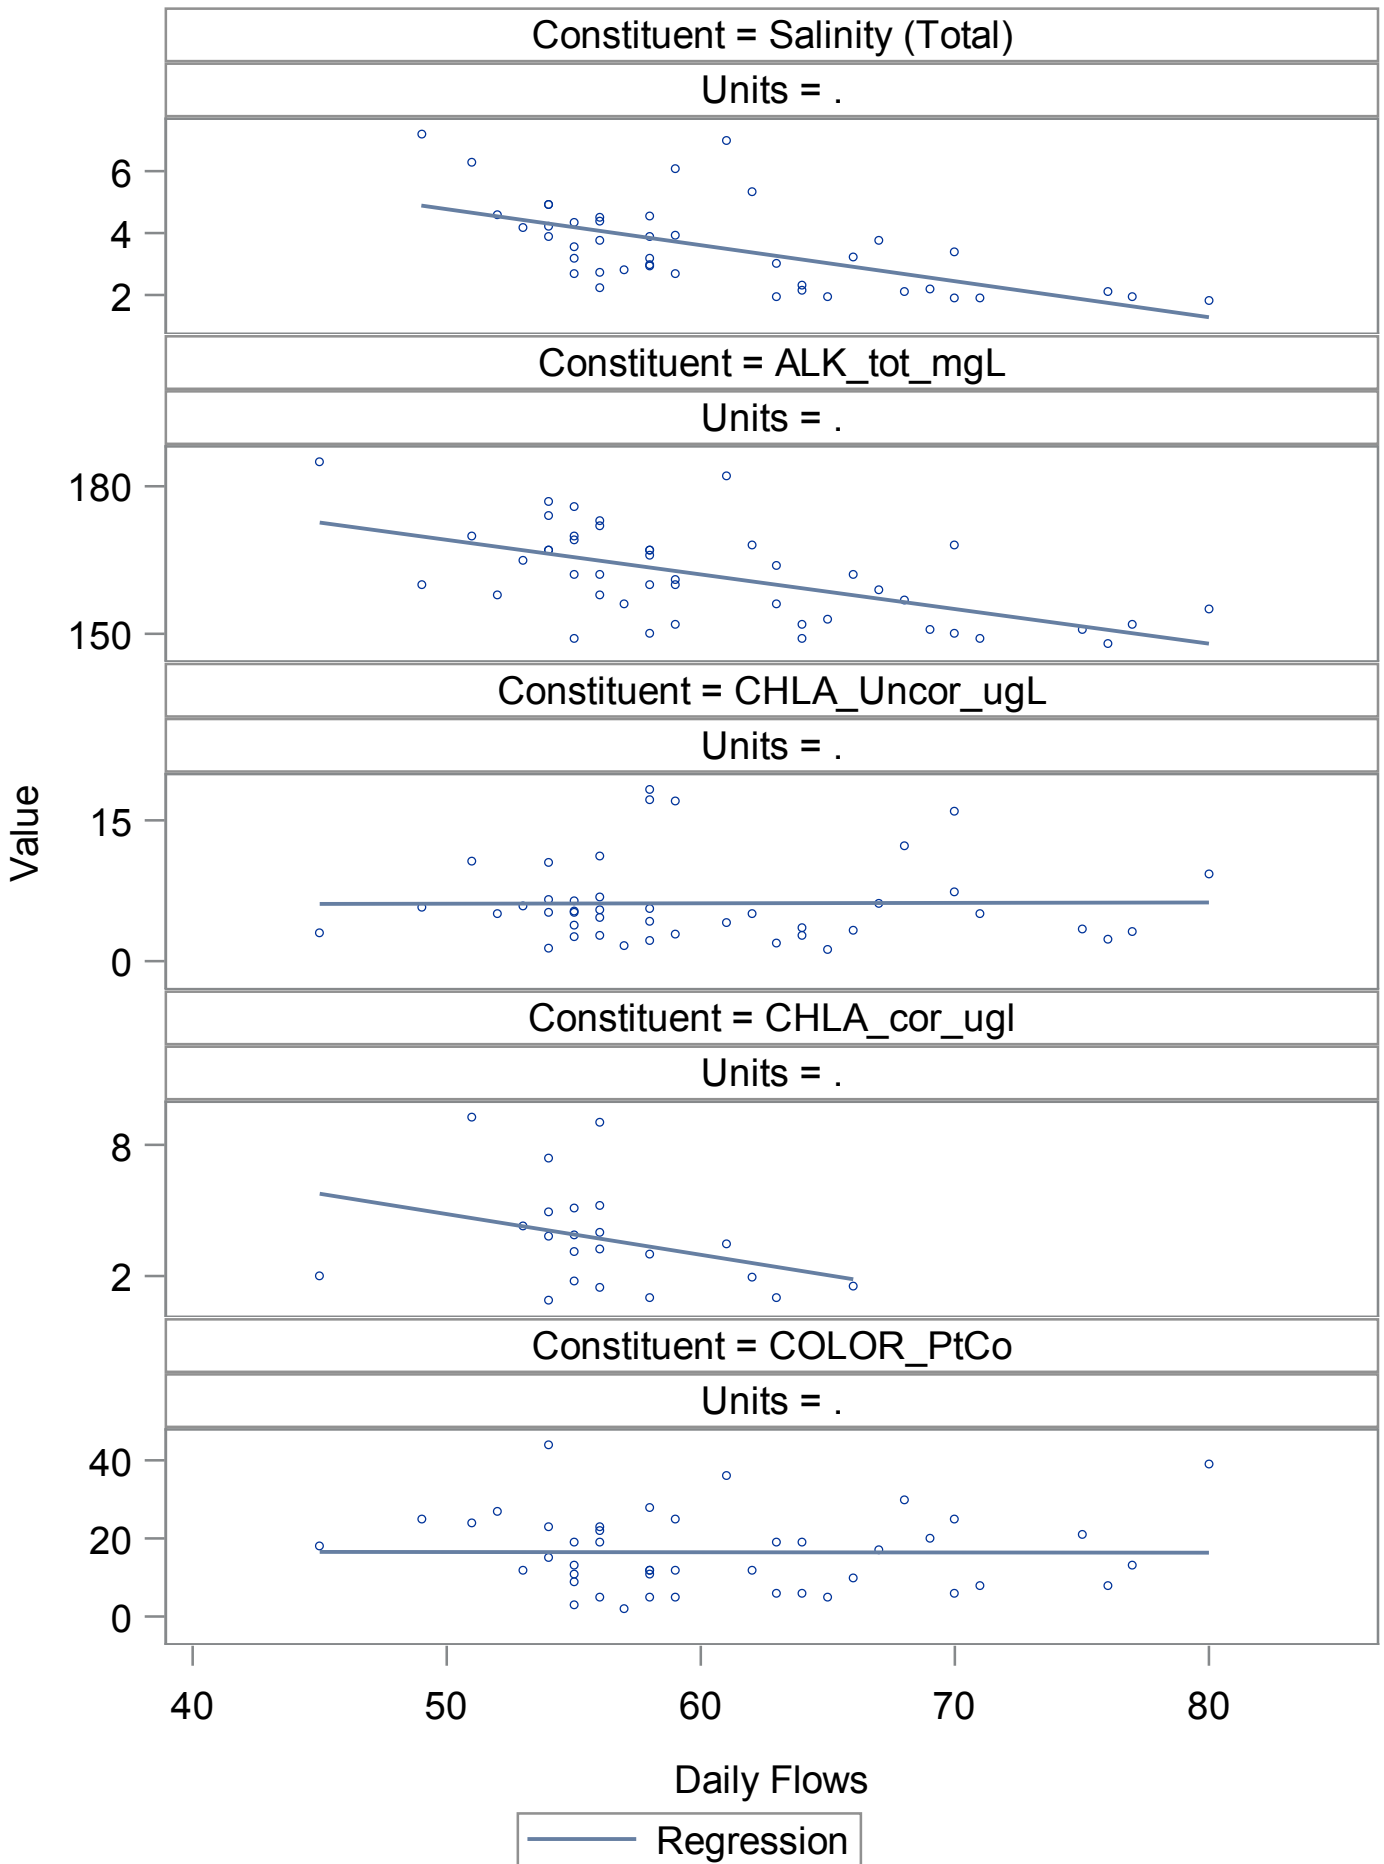 Constituent = Salinity (Total)
Units = .
6
4
2
Constituent = ALK_tot_mgL
Units = .
180
150
Constituent = CHLA_Uncor_ugL
Units = .
Value
15
0
Constituent = CHLA_cor_ugl
Units = .
8
2
Constituent = COLOR_PtCo
Units = .
40
20
0
40 50 60 70 80
Daily Flows
Regression